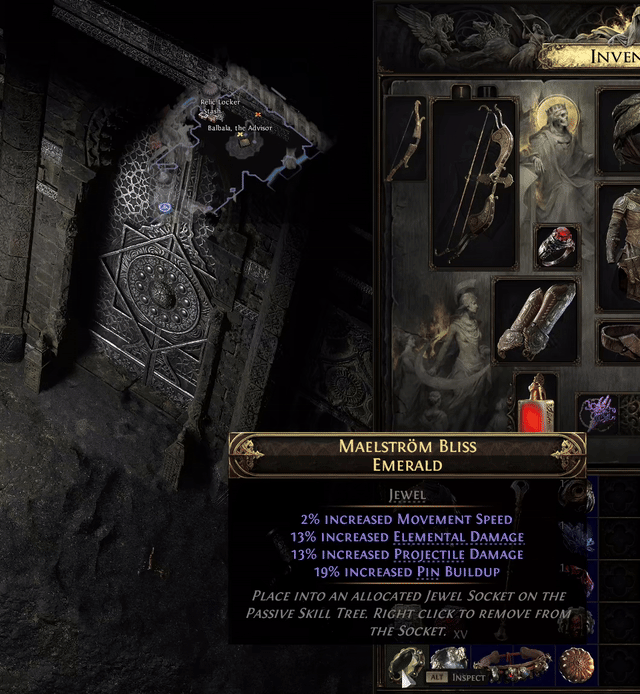 INVEN
Relic Locker
Stash
Balbala, the Advisor
MAELSTRÖM BLISS
EMERALD
JEWEL
2% INCREASED MOVEMENT SPEED
13% INCREASED ELEMENTAL DAMAGE
13% INCREASED PROJECTILE DAMAGE
19% INCREASED PIN BUILDUP
PLACE INTO AN ALLOCATED JEWEL SOCKET ON THE
PASSIVE SKILL TREE. RIGHT CLICK TO REMOVE FROM
THE SOCKET.
XV
ALT INSPECT